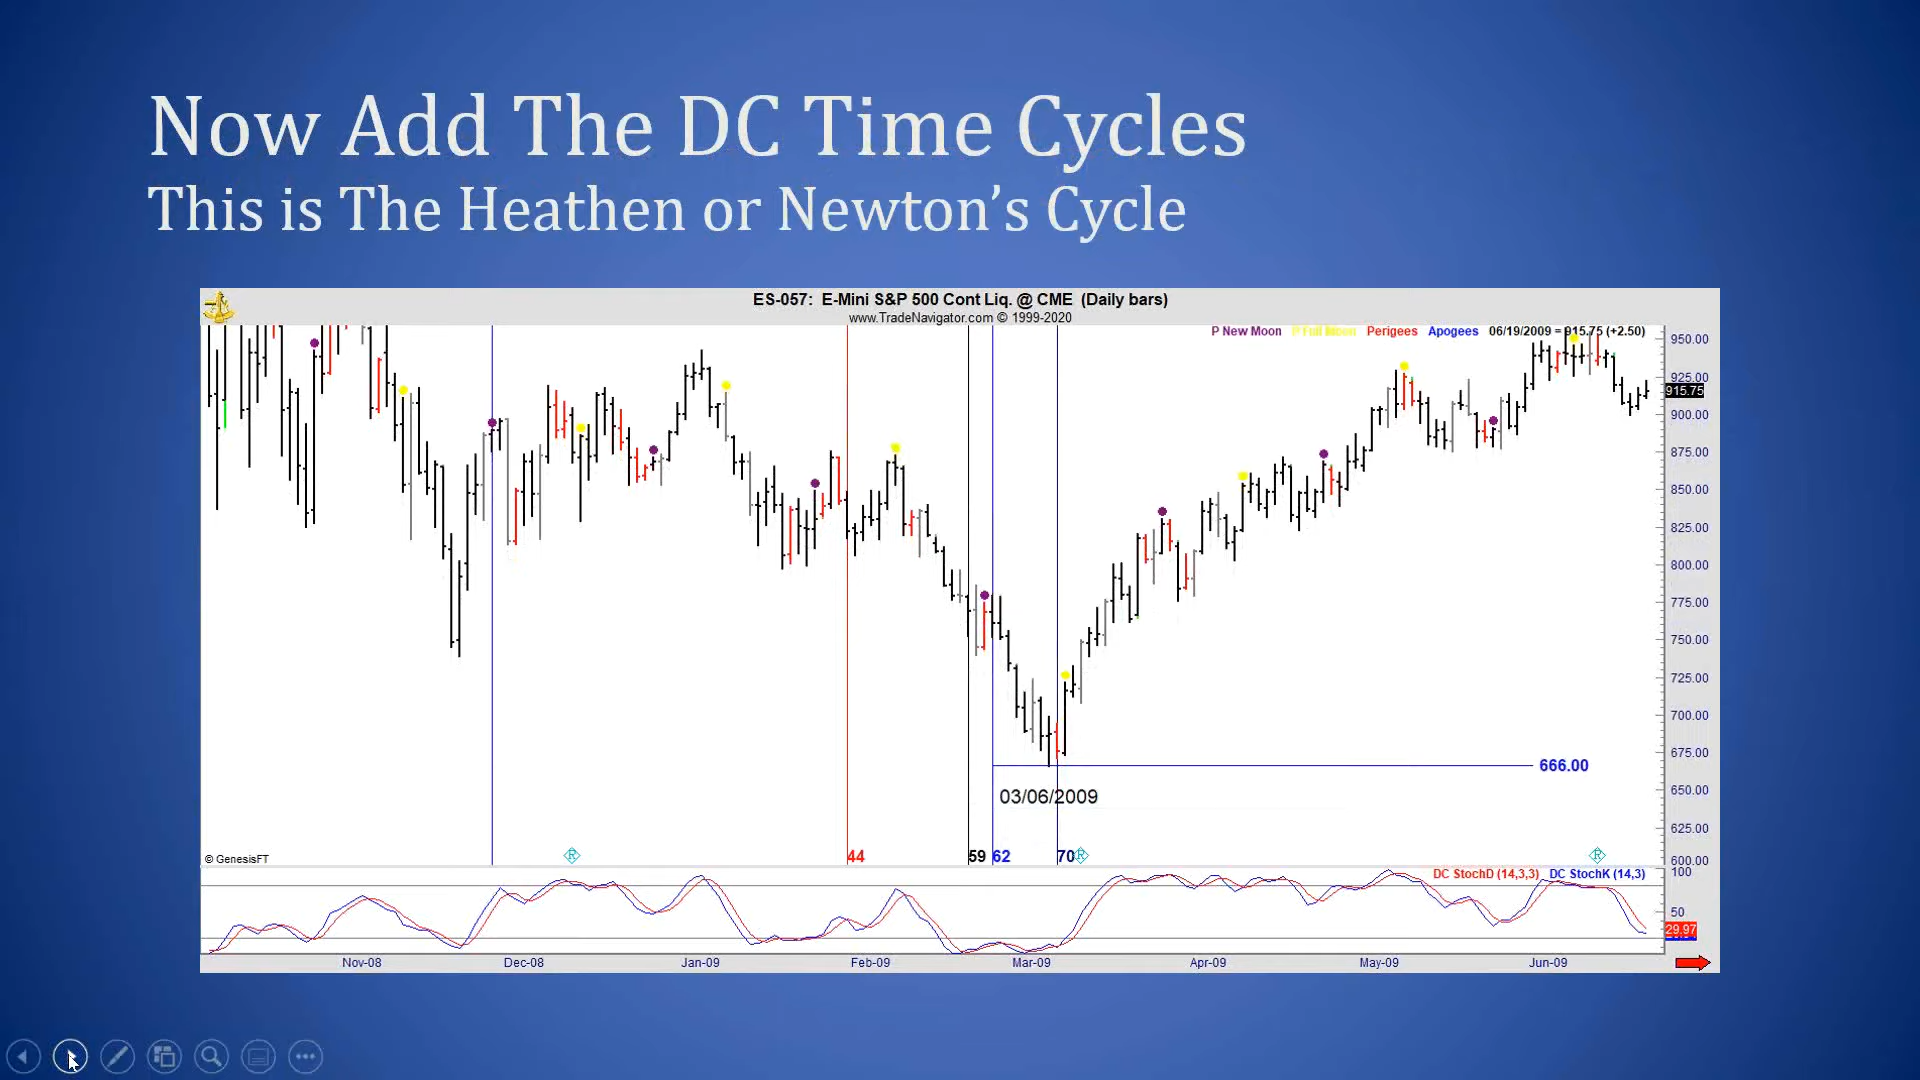 Now Add The DC Time Cycles
This is The Heathen or Newton's Cycle
ES-057: E-Mini S&P 500 Cont Liq. @ CME (Daily bars)
www.TradeNavigator.com © 1999-2020
P New Moon P Full Moon Perigees Apogees 06/19/2009 = 915.75 (+2.50)
950.00
925.00
915.75
900.00
875.00
850.00
825.00
800.00
775.00
750.00
725.00
700.00
675.00
666.00
650.00
03/06/2009
625.00
600.00
© GenesisFT
44 59 62 70 R
R
R
DC StochD (14,3,3) DC StochK (14,3)
100
50
29.97
Nov-08 Dec-08 Jan-09 Feb-09 Mar-09 Apr-09 May-09 Jun-09